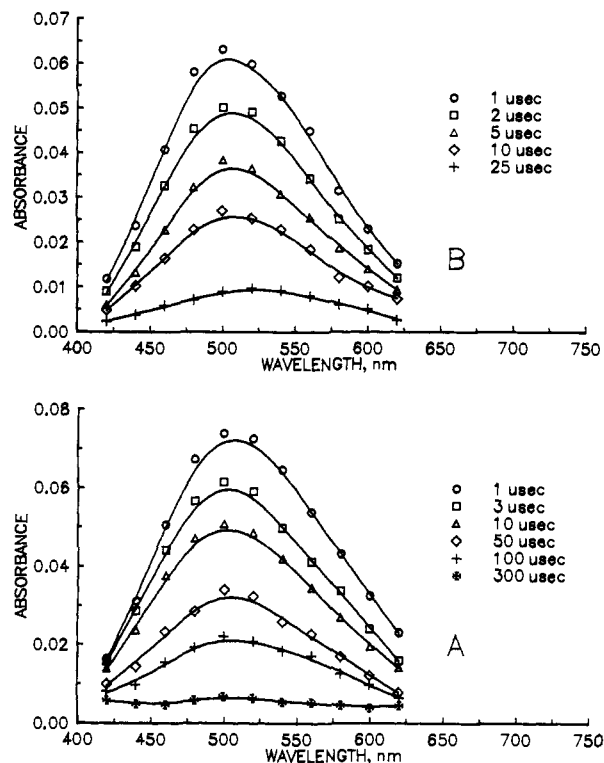 0.07
0.06
0.05
0.04
0.03
0.02
0.01
0.00
ABSORBANCE
400 450 500 550 600 650 700 750
WAVELENGTH, nm
1 usec
2 usec
5 usec
10 usec
25 usec
B
0.08
0.06
0.04
0.02
0.00
ABSORBANCE
400 450 500 550 600 650 700 750
WAVELENGTH, nm
1 usec
3 usec
10 usec
50 usec
100 usec
300 usec
A